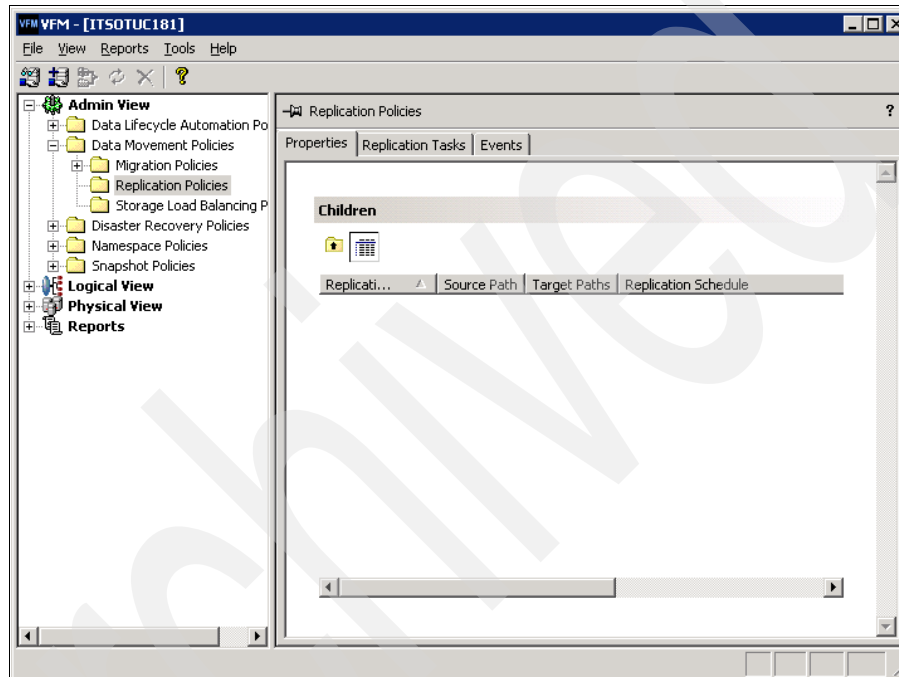 VFM VFM - [ITSOTUC181]
File View Reports Tools Help
Admin View
Data Lifecycle Automation Po
Data Movement Policies
Migration Policies
Replication Policies
Storage Load Balancing P
Disaster Recovery Policies
Namespace Policies
Snapshot Policies
Logical View
Physical View
Reports
Replication Policies ?
Properties Replication Tasks Events
Children
Replicati... Source Path Target Paths Replication Schedule
Archived